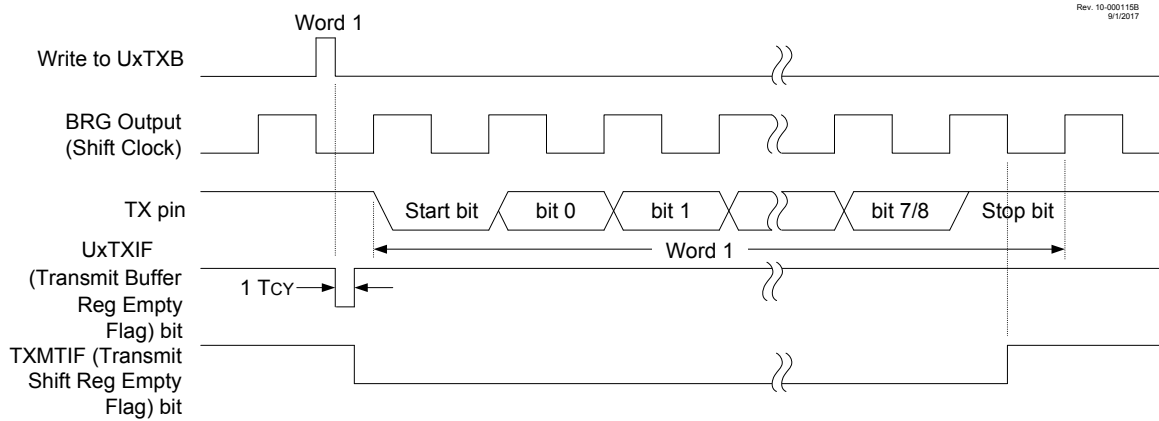 Rev. 10-000115B
9/1/2017
Word 1
Write to UxTXB
BRG Output
(Shift Clock)
TX pin
Start bit
bit 0
bit 1
bit 7/8
Stop bit
Word 1
UxTXIF
(Transmit Buffer
Reg Empty
Flag) bit
1 TCY
TXMTIF (Transmit
Shift Reg Empty
Flag) bit